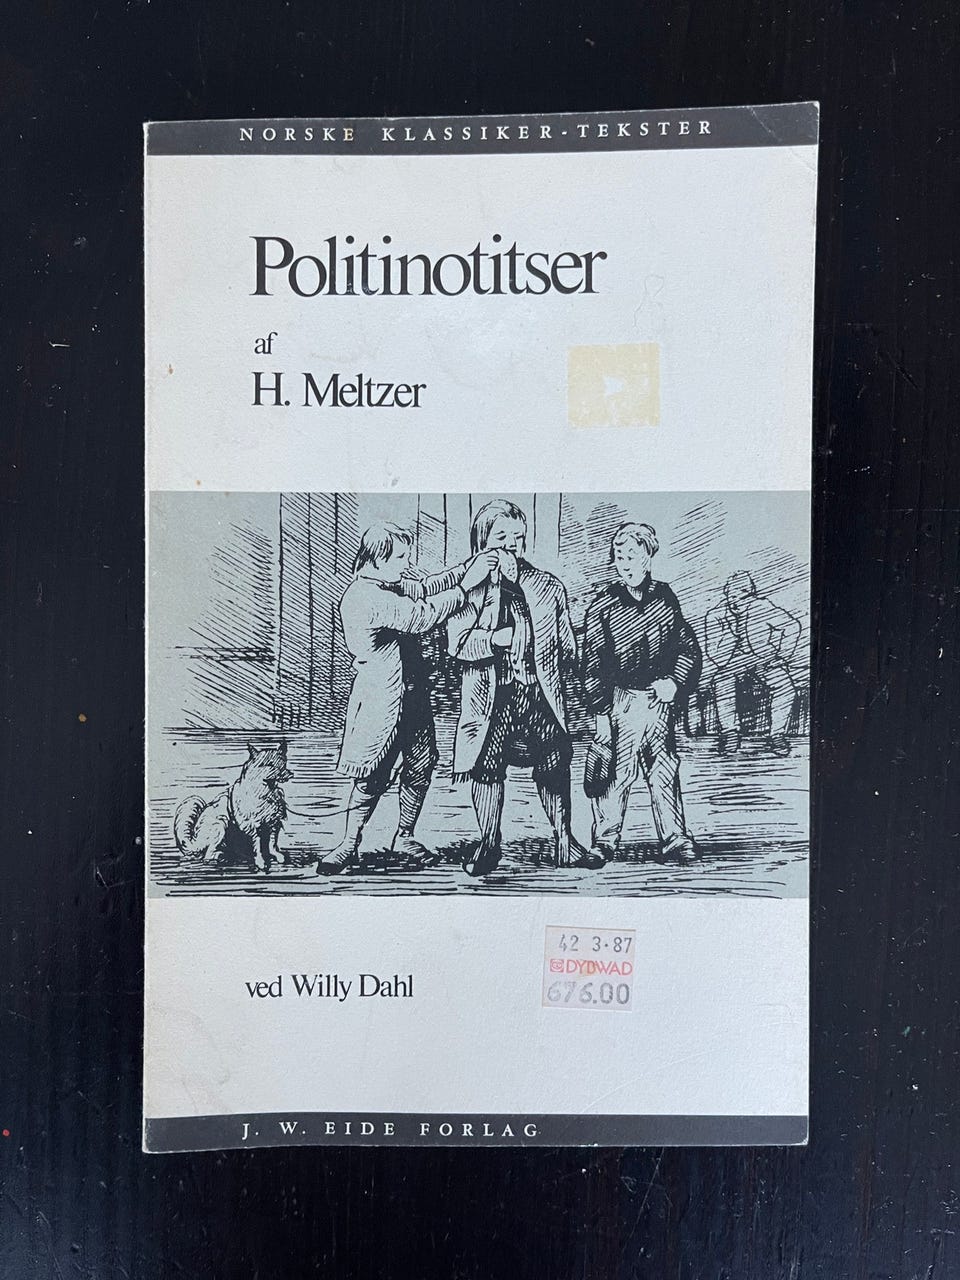 NORSKE KLASSIKER-TEKSTER
Politinotitser
af
H. Meltzer
ved Willy Dahl
42 3·87
DYBWAD
676.00
J. W. EIDE FORLAG